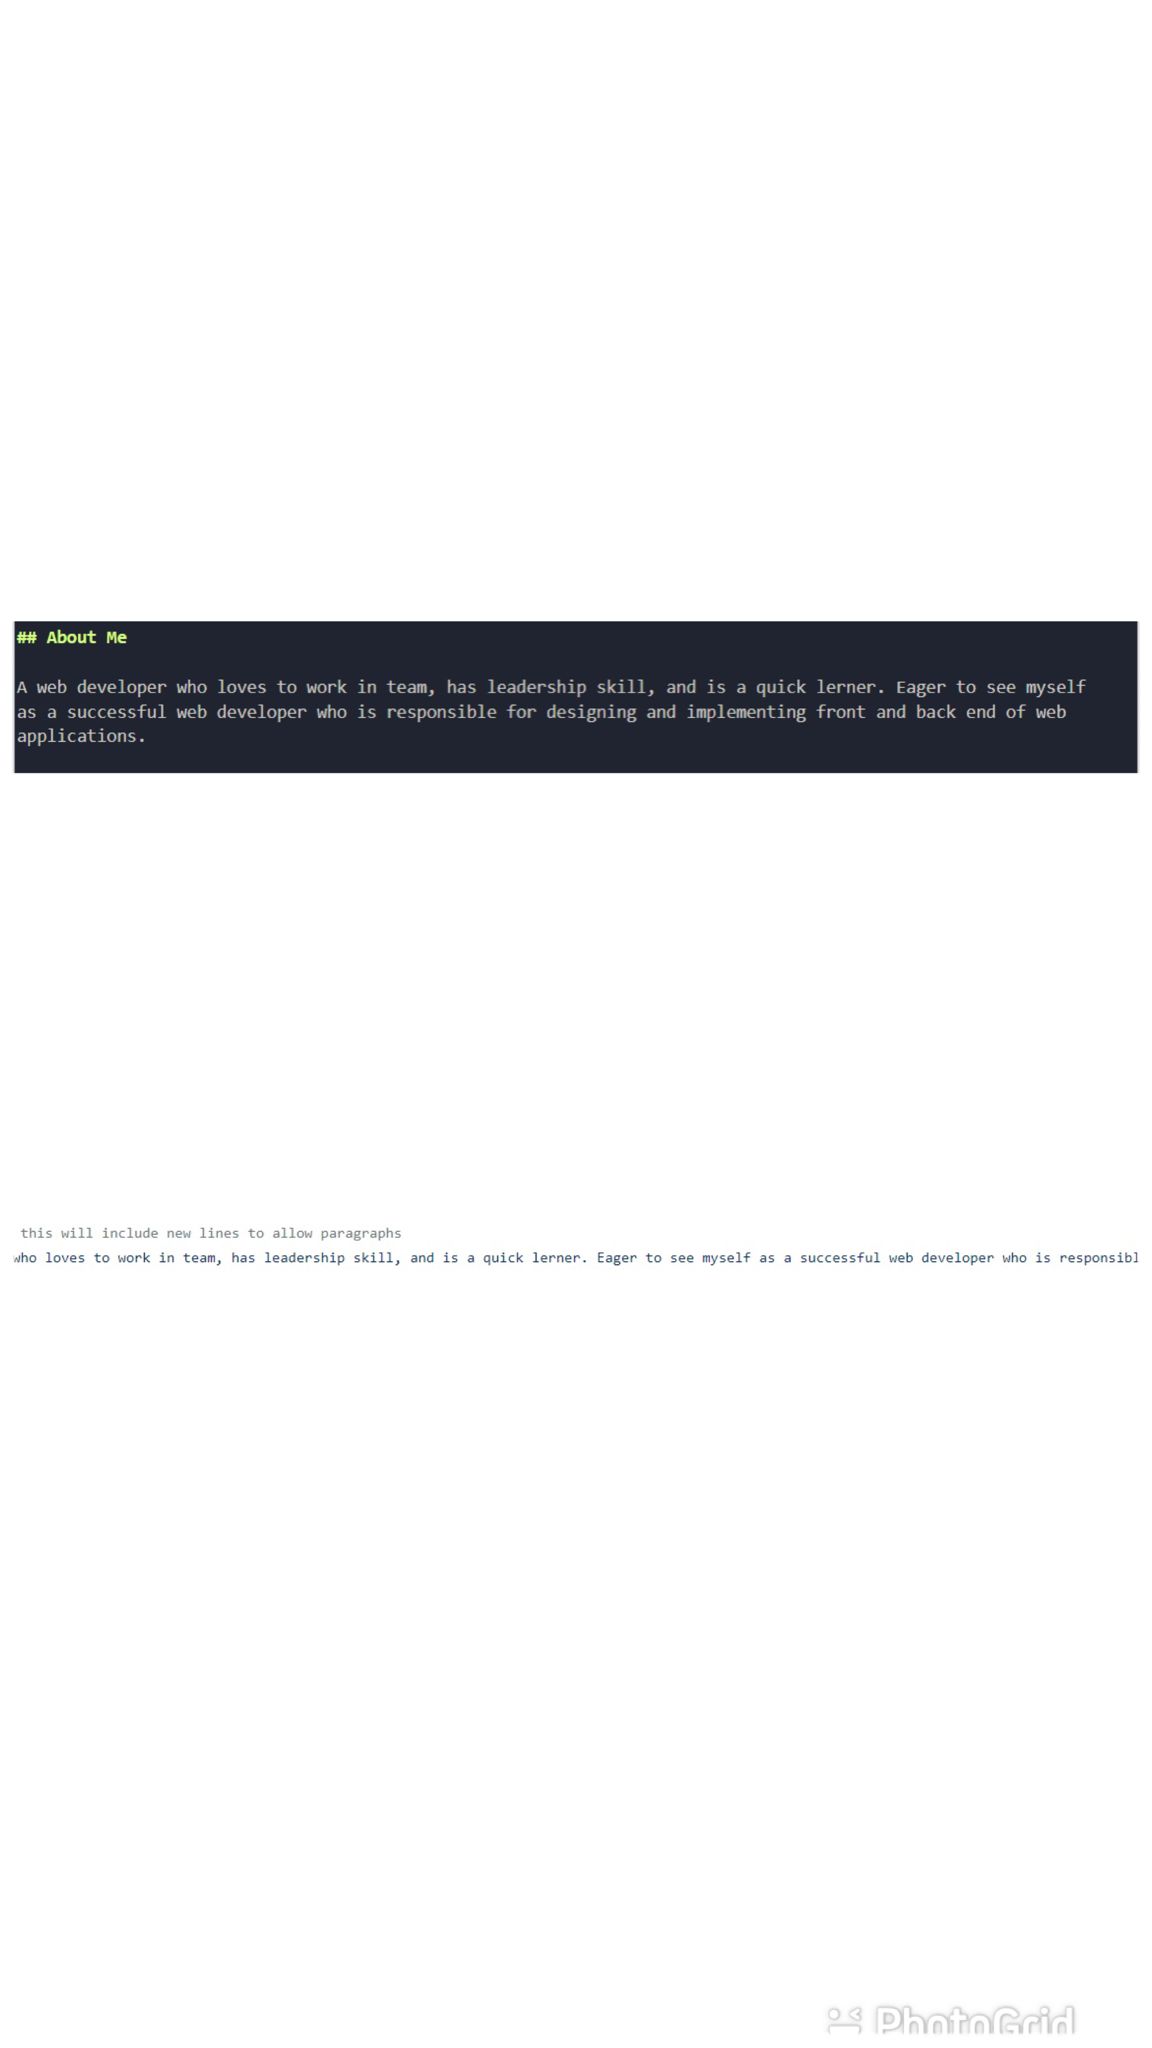 ## About Me
A web developer who loves to work in team, has leadership skill, and is a quick lerner. Eager to see myself
as a successful web developer who is responsible for designing and implementing front and back end of web
applications.
this will include new lines to allow paragraphs
who loves to work in team, has leadership skill, and is a quick lerner. Eager to see myself as a successful web developer who is responsibl
PhotoGrid